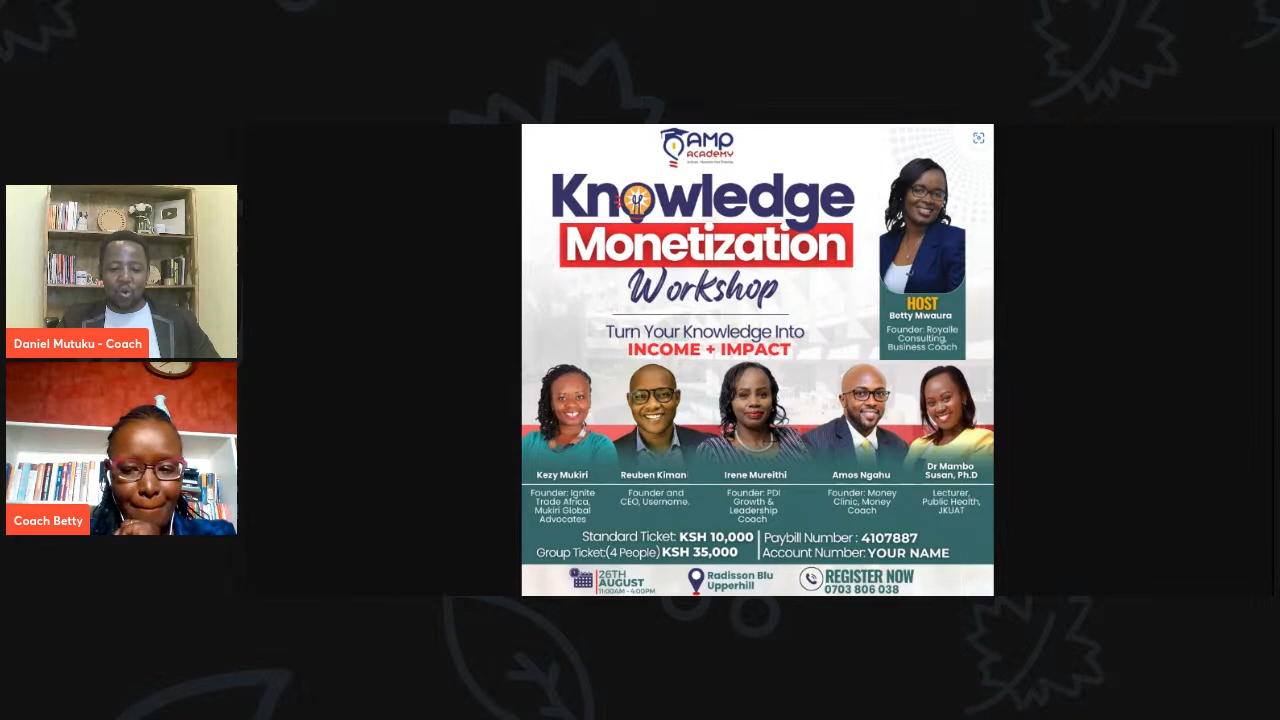 Daniel Mutuku - Coach
Coach Betty
AMP
ACADEMY
Knowledge
Monetization
Workshop
Turn Your Knowledge Into
INCOME + IMPACT
HOST
Betty Mwaura
Founder: Royalle
Consulting,
Business Coach
Kezy Mukiri
Founder: Ignite
Trade Africa,
Mukiri Global
Advocates
Reuben Kimani
Founder and
CEO, Username.
Irene Mureithi
Founder: PDI
Growth &
Leadership
Coach
Amos Ngahu
Founder: Money
Clinic, Money
Coach
Dr Mambo
Susan, Ph.D
Lecturer,
Public Health,
JKUAT
Standard Ticket: KSH 10,000
Group Ticket:(4 People) KSH 35,000
Paybill Number : 4107887
Account Number: YOUR NAME
26TH
AUGUST
11:00AM - 4:00PM
Radisson Blu
Upperhill
REGISTER NOW
0703 806 038